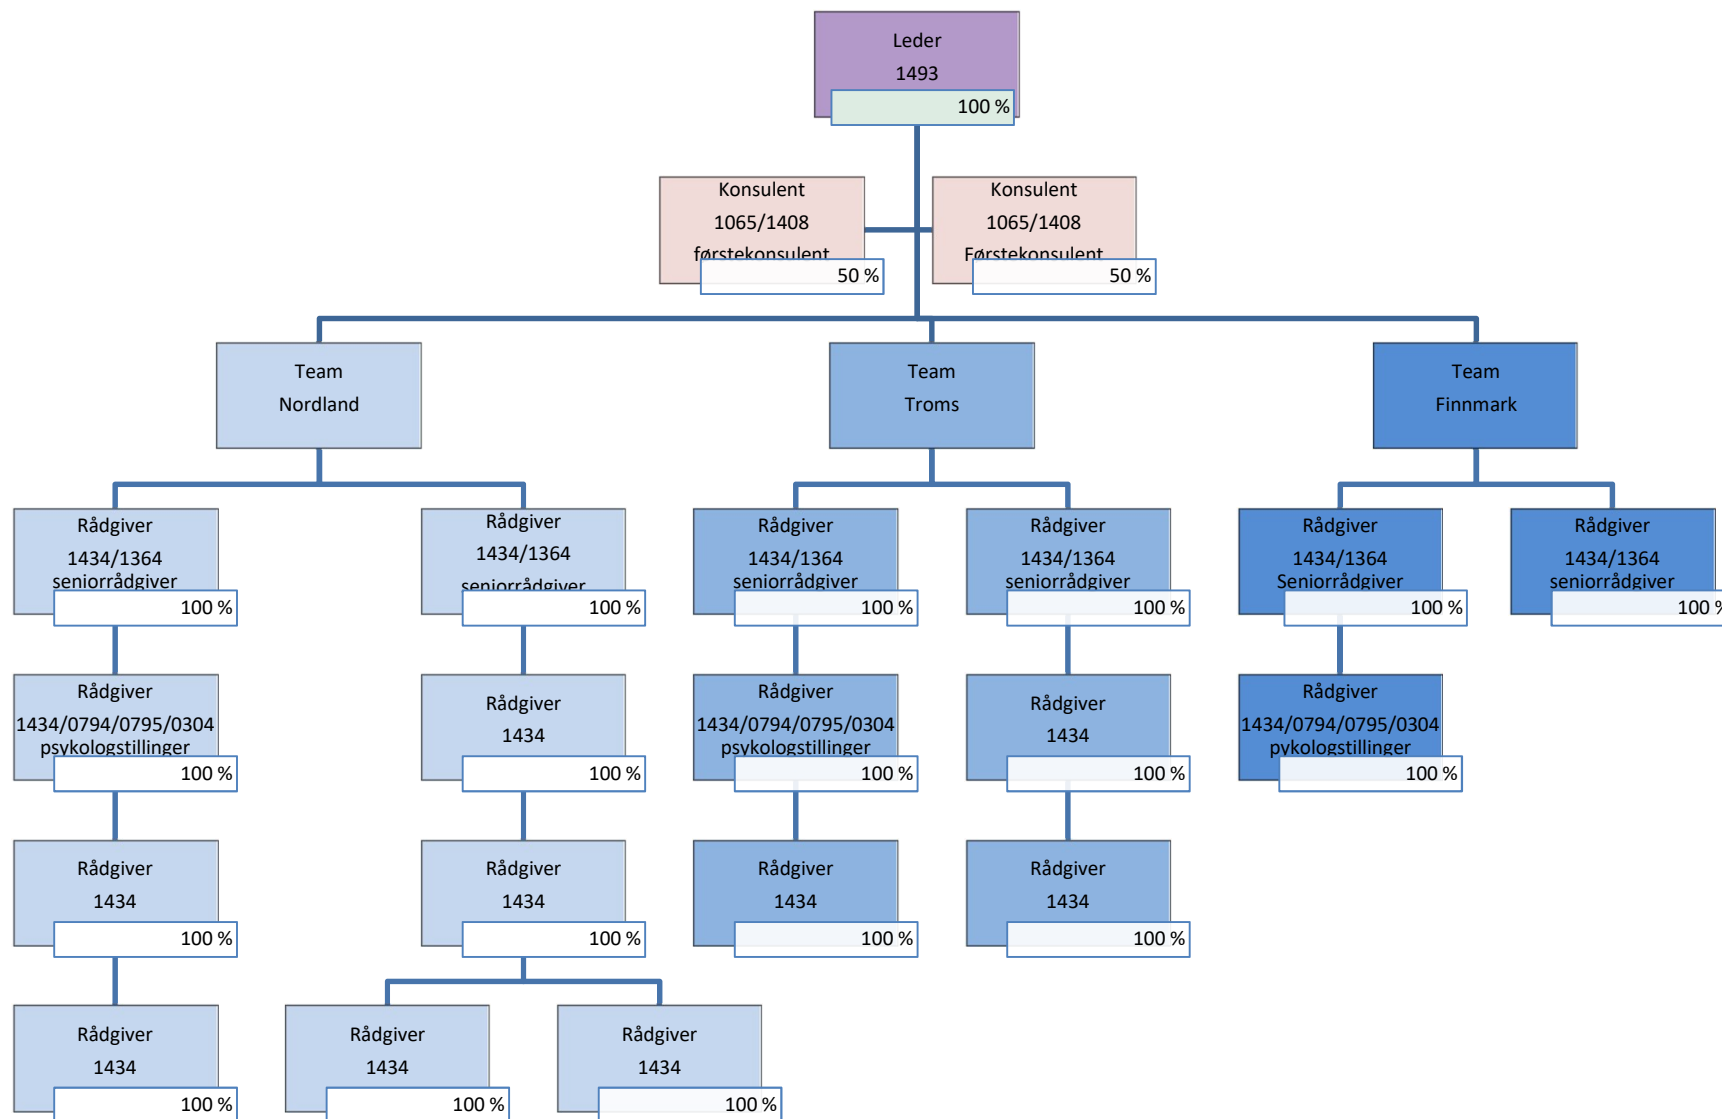 Leder
1493
100 %
Konsulent
1065/1408
førstekonsulent
50 %
Konsulent
1065/1408
Førstekonsulent
50 %
Team
Nordland
Team
Troms
Team
Finnmark
Rådgiver
1434/1364
seniorrådgiver
100 %
Rådgiver
1434/1364
seniorrådgiver
100 %
Rådgiver
1434/1364
seniorrådgiver
100 %
Rådgiver
1434/1364
seniorrådgiver
100 %
Rådgiver
1434/1364
Seniorrådgiver
100 %
Rådgiver
1434/1364
seniorrådgiver
100 %
Rådgiver
1434/0794/0795/0304
psykologstillinger
100 %
Rådgiver
1434
100 %
Rådgiver
1434/0794/0795/0304
psykologstillinger
100 %
Rådgiver
1434
100 %
Rådgiver
1434/0794/0795/0304
pykologstillinger
100 %
Rådgiver
1434
100 %
Rådgiver
1434
100 %
Rådgiver
1434
100 %
Rådgiver
1434
100 %
Rådgiver
1434
100 %
Rådgiver
1434
100 %
Rådgiver
1434
100 %